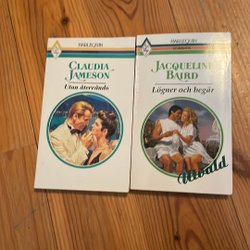 HARLEQUIN
CLAUDIA
JAMESON
Utan återvändo
HARLEQUIN
JACQUELINE
BAIRD
Lögner och begär
Utvald